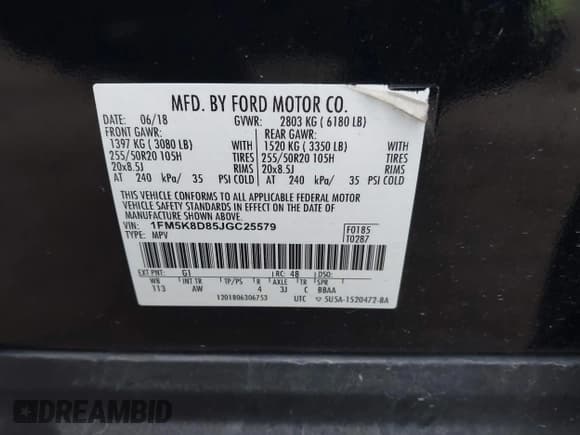 MFD. BY FORD MOTOR CO.
DATE: 06/18 GVWR: 2803 KG ( 6180 LB)
FRONT GAWR: REAR GAWR:
1397 KG ( 3080 LB) WITH 1520 KG ( 3350 LB) WITH
255/50R20 105H TIRES 255/50R20 105H TIRES
20x8.5J RIMS 20x8.5J RIMS
AT 240 kPa/ 35 PSI COLD AT 240 kPa/ 35 PSI COLD
THIS VEHICLE CONFORMS TO ALL APPLICABLE FEDERAL MOTOR
VEHICLE SAFETY STANDARDS IN EFFECT ON THE DATE OF
MANUFACTURE SHOWN ABOVE.
VIN: 1FM5K8D85JGC25579 F0185
TYPE: MPV T0287
EXT PNT: G1 RC: 48 DSO:
WB INT TR TP/PS R AXLE TR SPR
113 AW 4 3J C BBAA
1201806306753 UTC SU5A-1520472-BA
DREAMBID